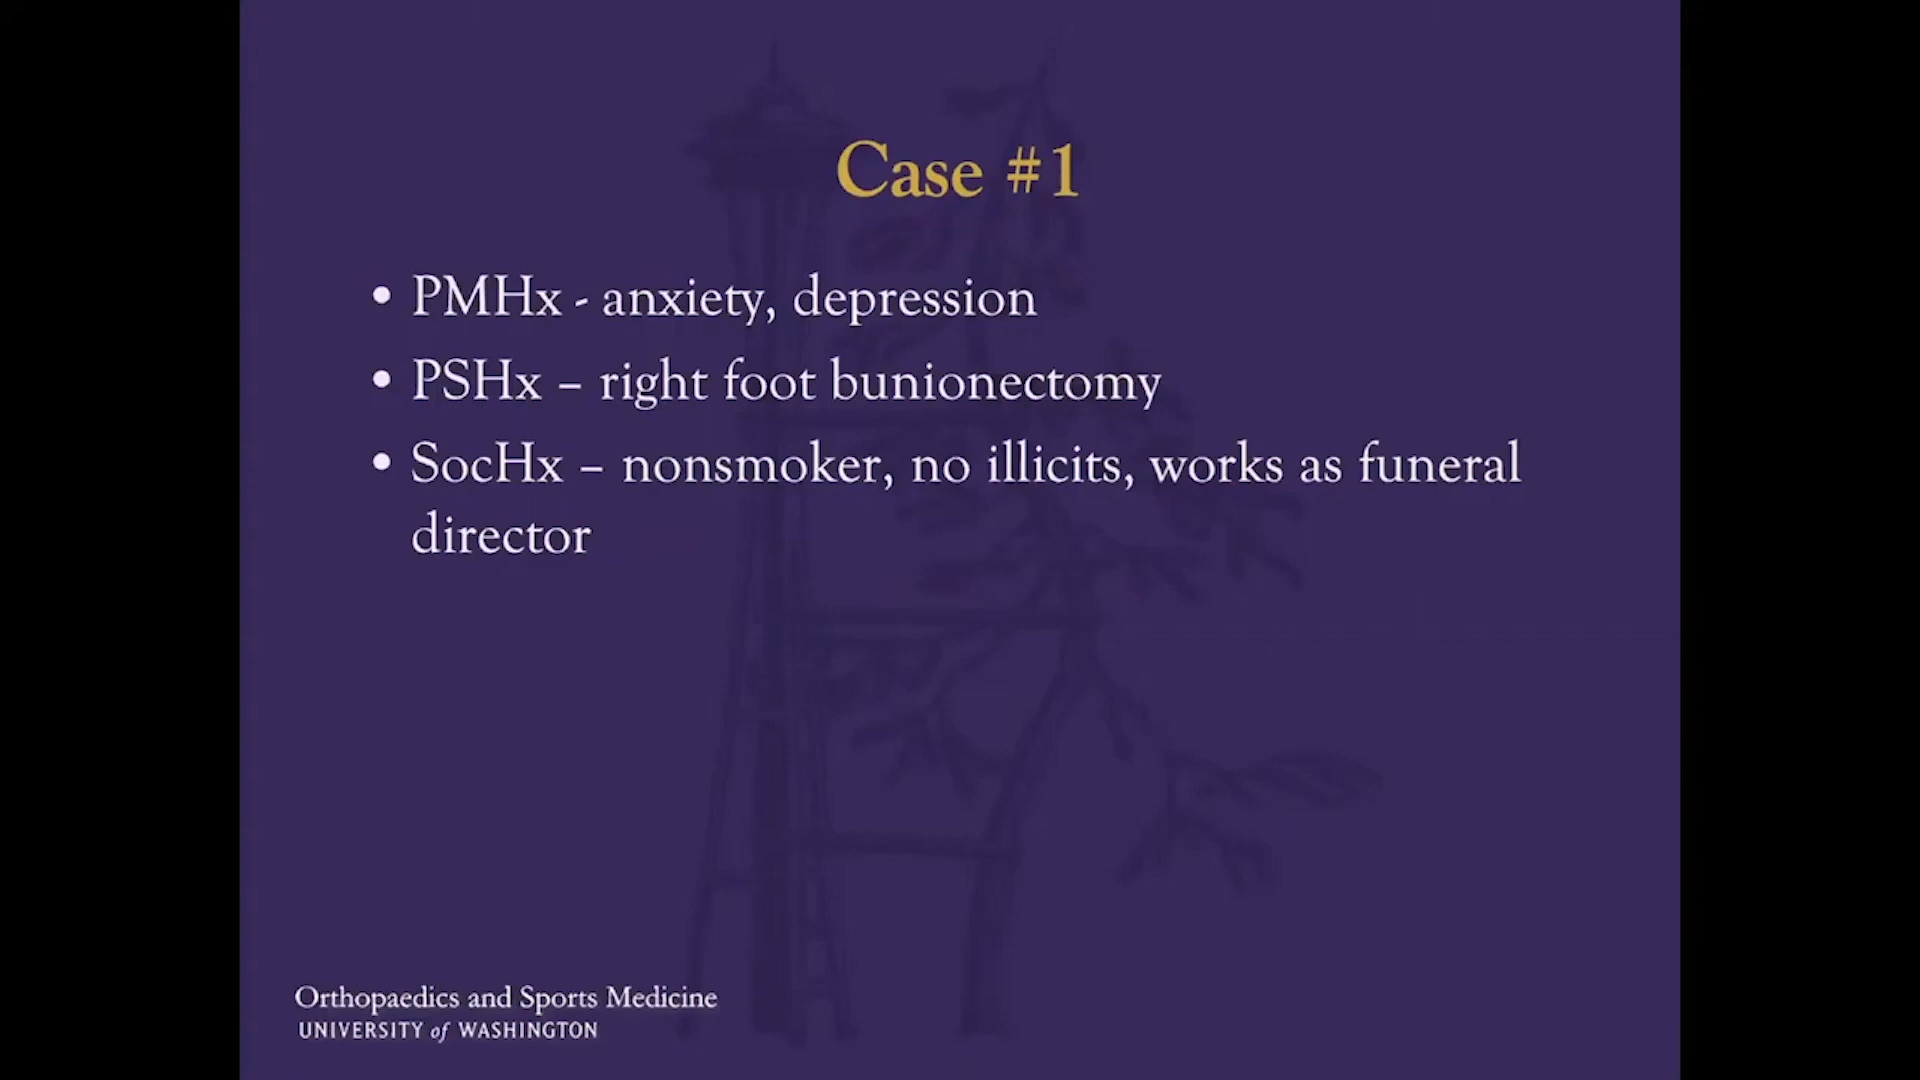 Case #1
• PMHx - anxiety, depression
• PSHx – right foot bunionectomy
• SocHx – nonsmoker, no illicits, works as funeral
director
Orthopaedics and Sports Medicine
UNIVERSITY of WASHINGTON